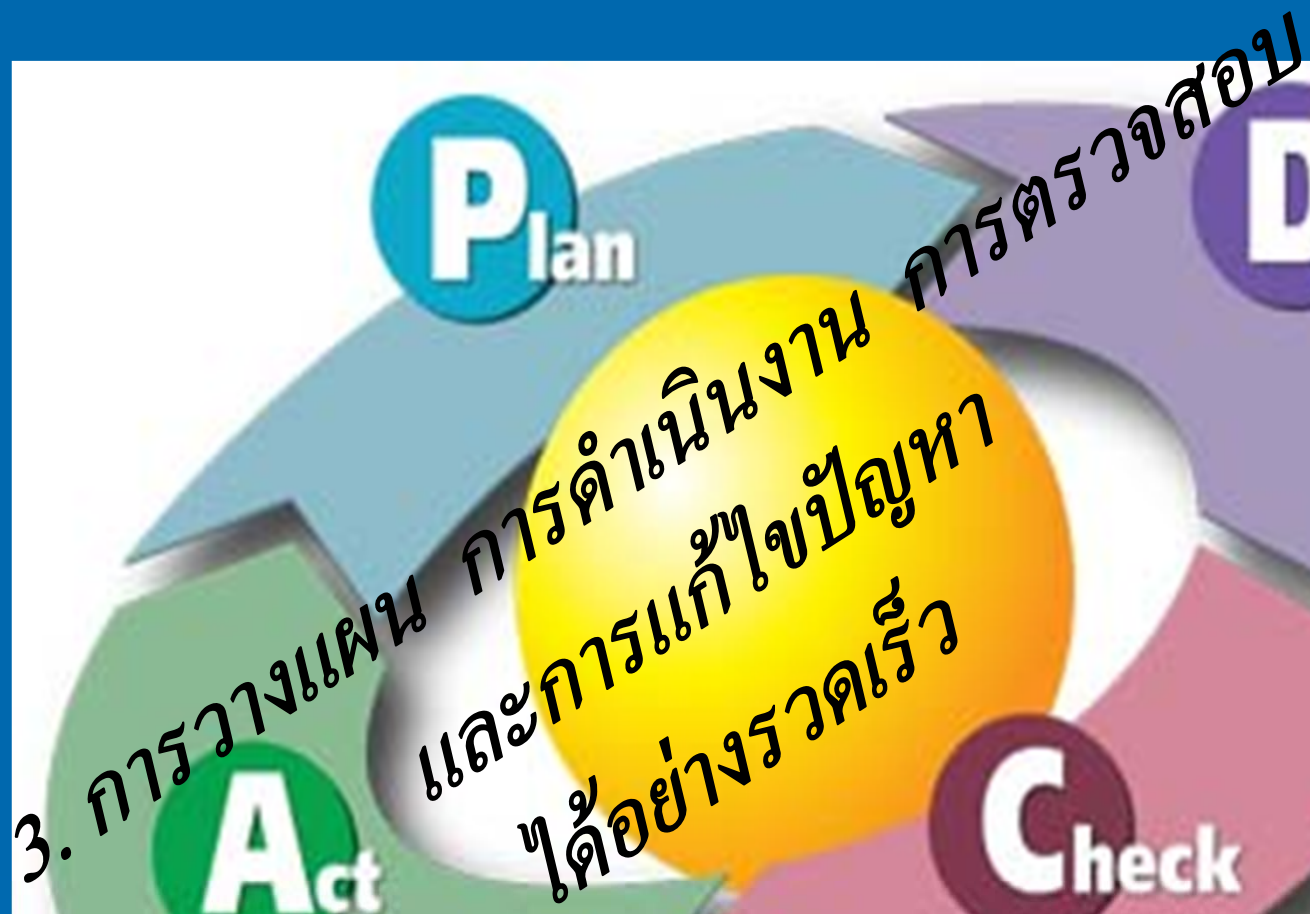 Plan
D
3. การวางแผน การดำเนินงาน การตรวจสอบ
และการแก้ไขปัญหา
ได้อย่างรวดเร็ว
Act
Check